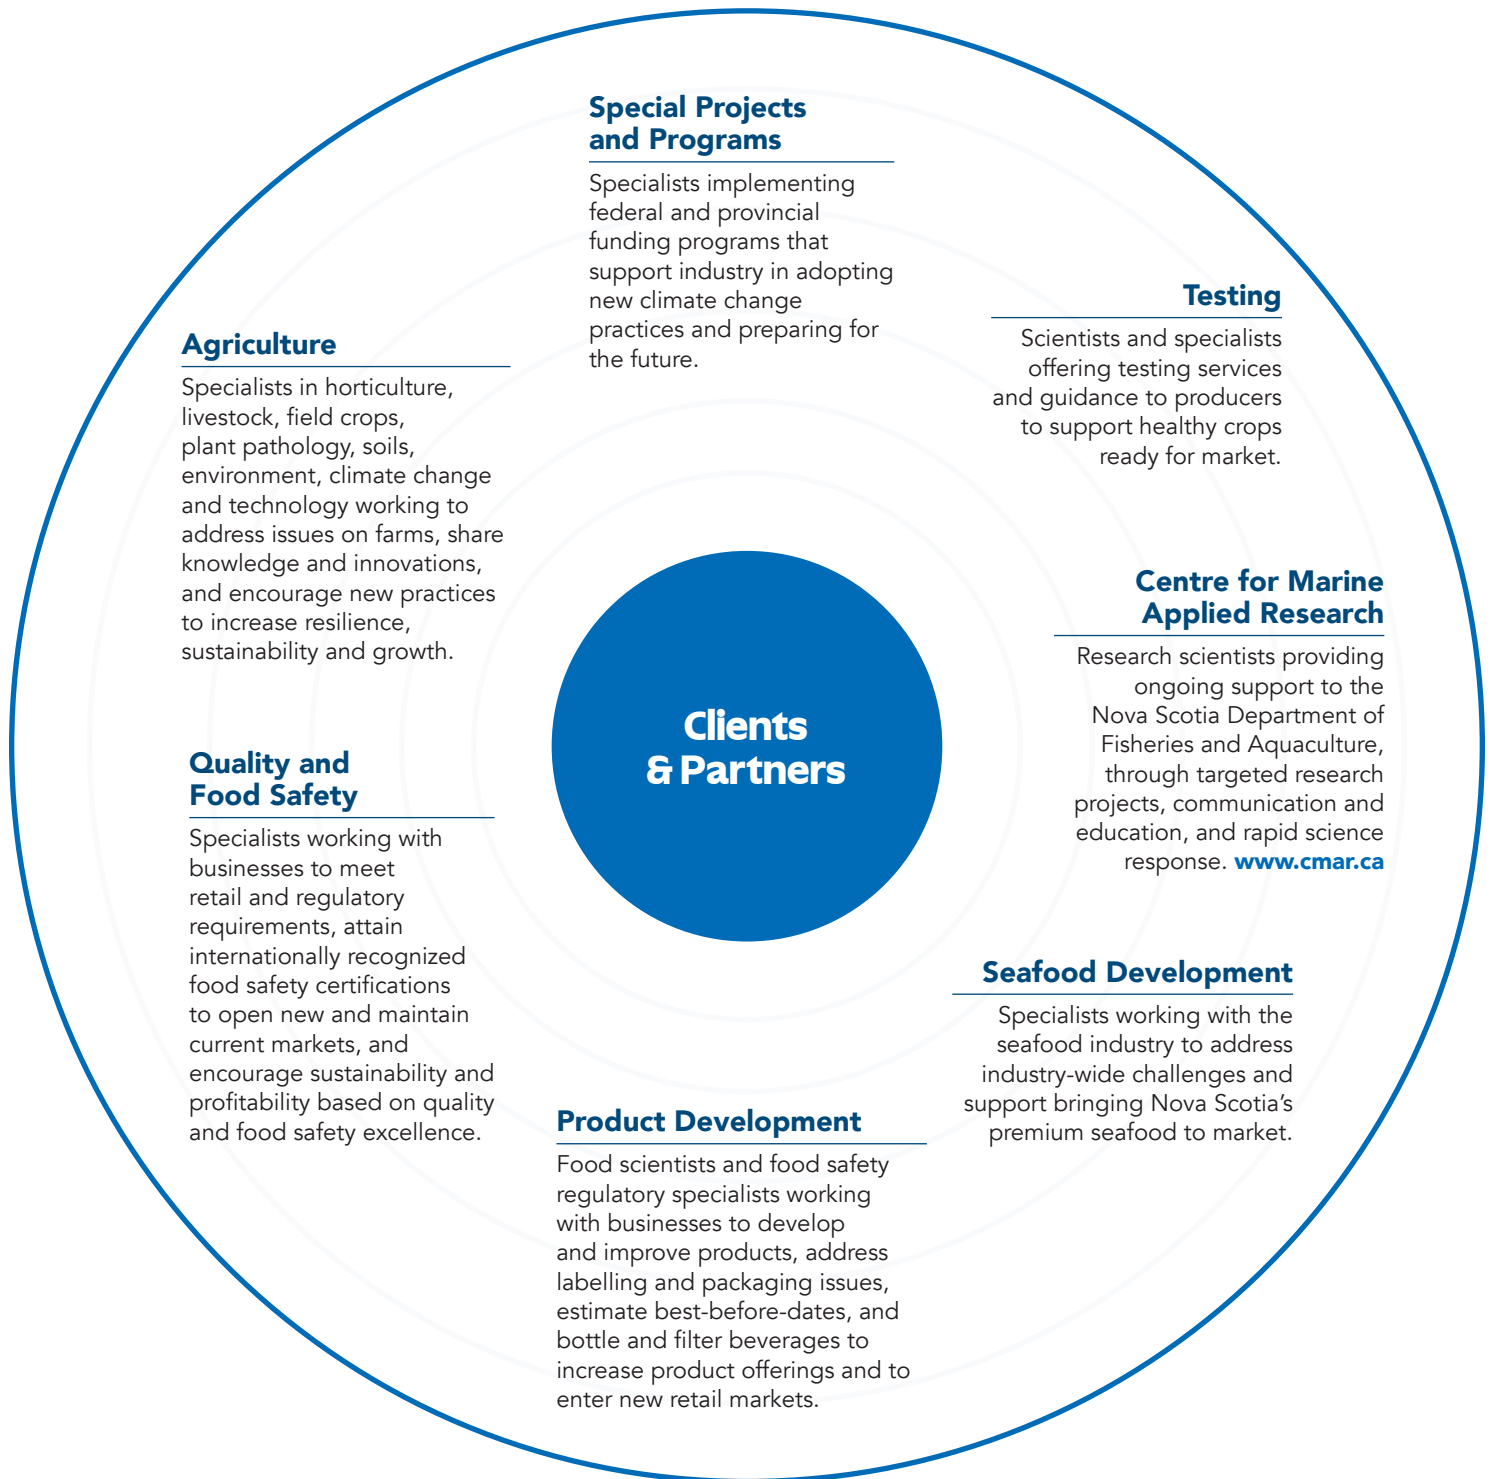 Special Projects
and Programs
Specialists implementing
federal and provincial
funding programs that
support industry in adopting
new climate change
practices and preparing for
the future.
Testing
Scientists and specialists
offering testing services
and guidance to producers
to support healthy crops
ready for market.
Agriculture
Specialists in horticulture,
livestock, field crops,
plant pathology, soils,
environment, climate change
and technology working to
address issues on farms, share
knowledge and innovations,
and encourage new practices
to increase resilience,
sustainability and growth.
Centre for Marine
Applied Research
Research scientists providing
ongoing support to the
Nova Scotia Department of
Fisheries and Aquaculture,
through targeted research
projects, communication and
education, and rapid science
response. www.cmar.ca
Clients
& Partners
Quality and
Food Safety
Specialists working with
businesses to meet
retail and regulatory
requirements, attain
internationally recognized
food safety certifications
to open new and maintain
current markets, and
encourage sustainability and
profitability based on quality
and food safety excellence.
Seafood Development
Specialists working with the
seafood industry to address
industry-wide challenges and
support bringing Nova Scotia’s
premium seafood to market.
Product Development
Food scientists and food safety
regulatory specialists working
with businesses to develop
and improve products, address
labelling and packaging issues,
estimate best-before-dates, and
bottle and filter beverages to
increase product offerings and to
enter new retail markets.